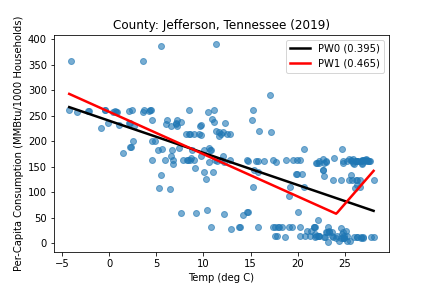 County: Jefferson, Tennessee (2019)
PW0 (0.395)
PW1 (0.465)
Per-Capita Consumption (MMBtu/1000 Households)
400
350
300
250
200
150
100
50
0
-5 0 5 10 15 20 25
Temp (deg C)